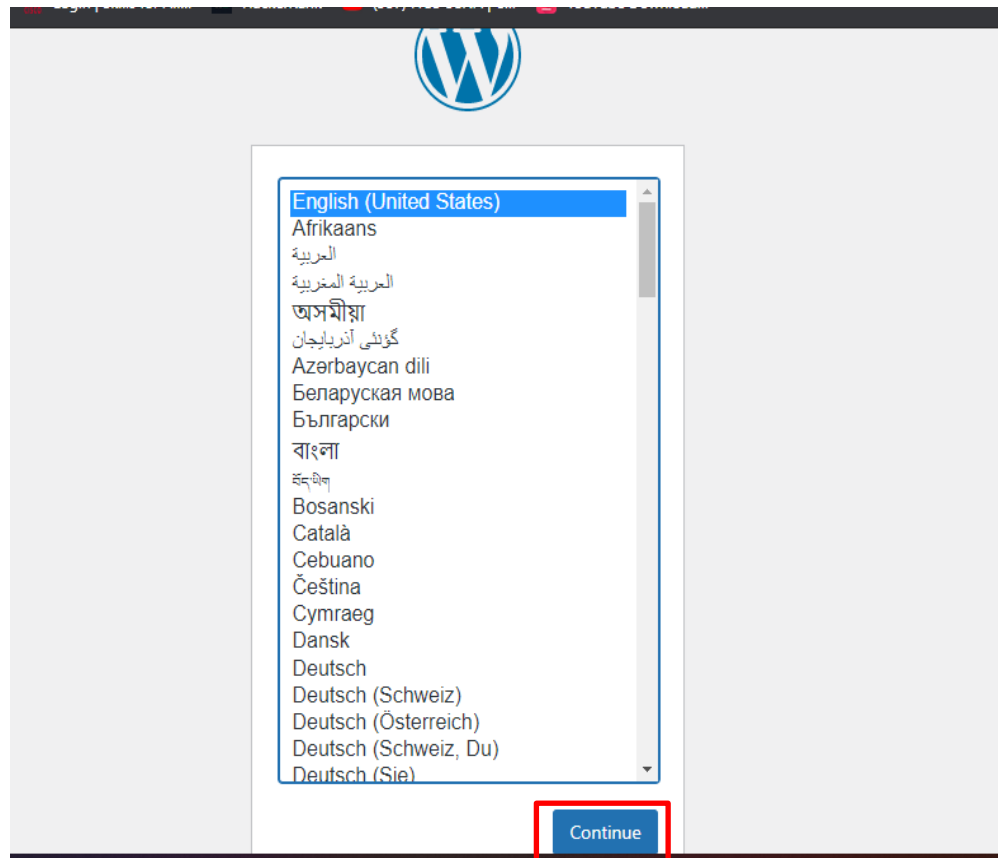 English (United States)
Afrikaans
العربية
العربية المغربية
অসমীয়া
گؤنئی آذربایجان
Azərbaycan dili
Беларуская мова
Български
বাংলা
བོད་ཡིག
Bosanski
Català
Cebuano
Čeština
Cymraeg
Dansk
Deutsch
Deutsch (Schweiz)
Deutsch (Österreich)
Deutsch (Schweiz, Du)
Deutsch (Sie)
Continue